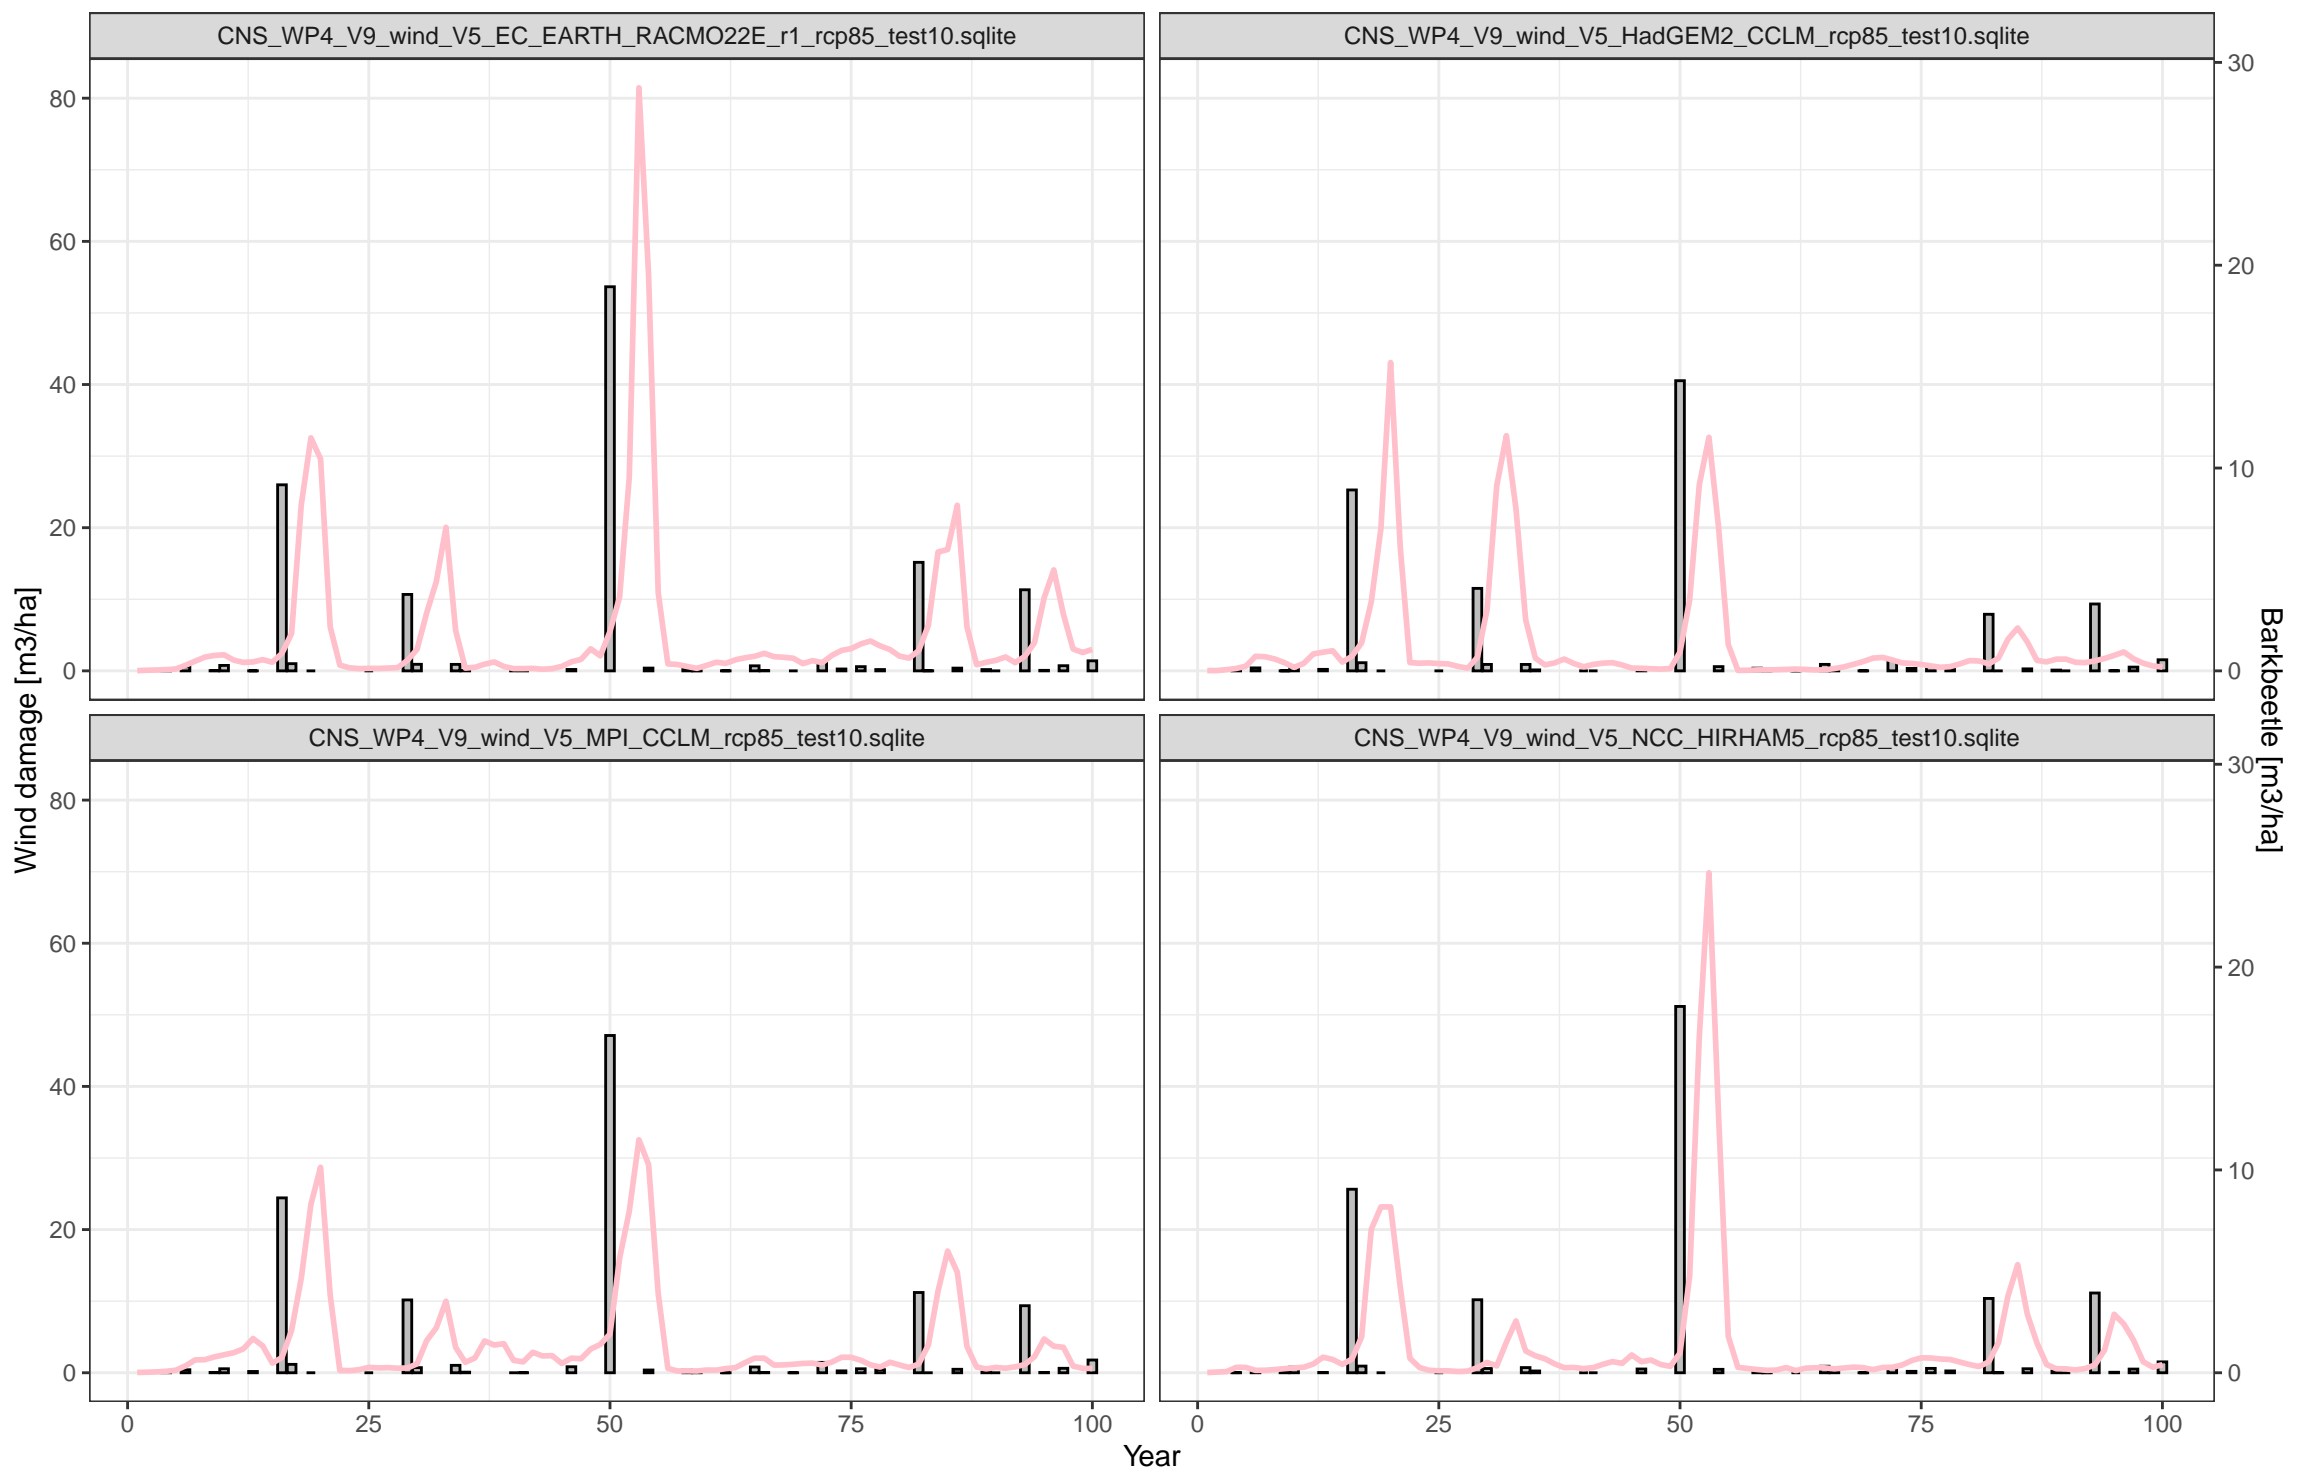 CNS_WP4_V9_wind_V5_EC_EARTH_RACMO22E_r1_rcp85_test10.sqlite
CNS_WP4_V9_wind_V5_HadGEM2_CCLM_rcp85_test10.sqlite
80
60
40
20
0
30
20
10
0
CNS_WP4_V9_wind_V5_MPI_CCLM_rcp85_test10.sqlite
CNS_WP4_V9_wind_V5_NCC_HIRHAM5_rcp85_test10.sqlite
80
60
40
20
0
30
20
10
0
0 25 50 75 100
0 25 50 75 100
Year
Wind damage [m3/ha]
Barkbeetle [m3/ha]